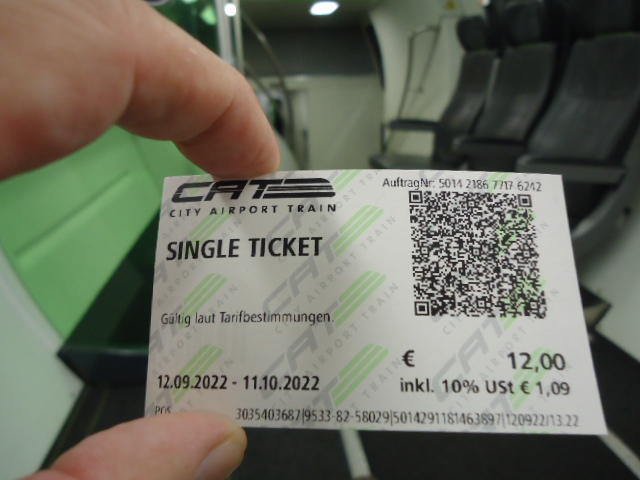 CAT
CITY AIRPORT TRAIN
AuftragNr: 5014 2186 7717 6242
SINGLE TICKET
Gültig laut Tarifbestimmungen.
€ 12,00
12.09.2022 - 11.10.2022
inkl. 10% USt € 1,09
POS
3035403687|9533-82-58029|5014291181463897|120922/13.22